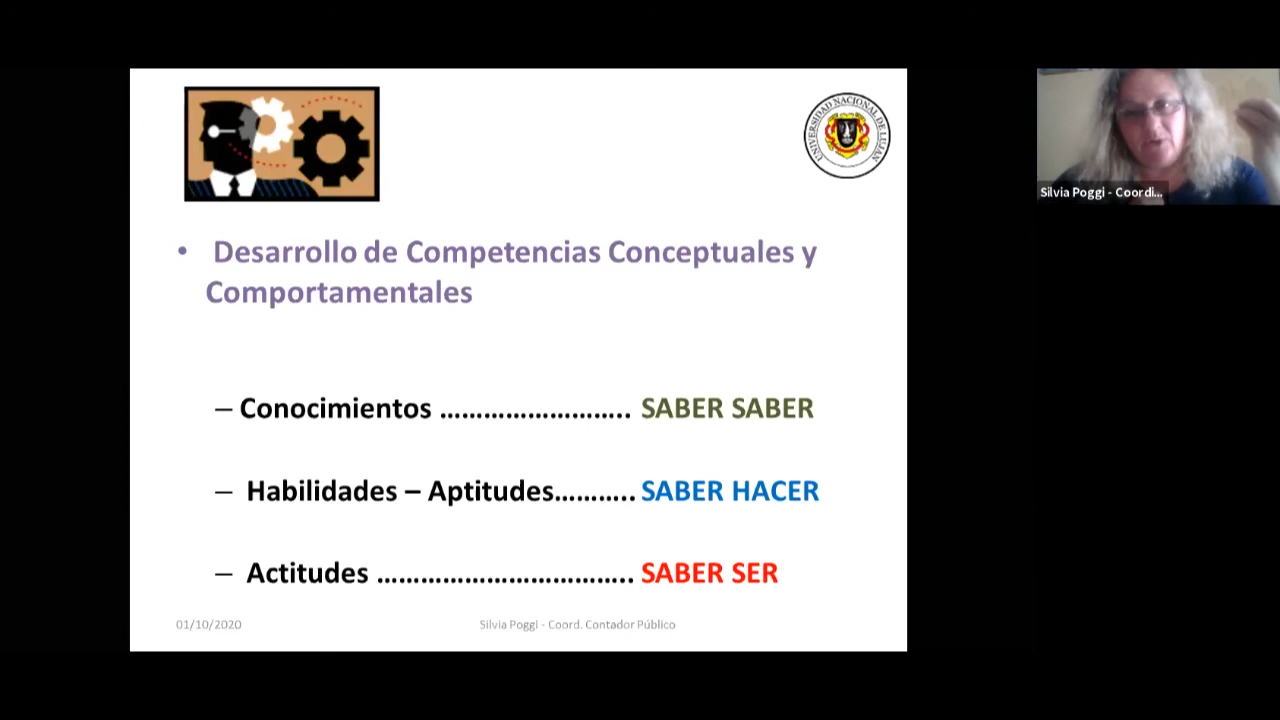 UNIVERSIDAD NACIONAL DE LUJAN
Silvia Poggi - Coordi...
• Desarrollo de Competencias Conceptuales y
Comportamentales
– Conocimientos …………………….. SABER SABER
– Habilidades – Aptitudes……….. SABER HACER
– Actitudes …………………………….. SABER SER
01/10/2020
Silvia Poggi - Coord. Contador Público